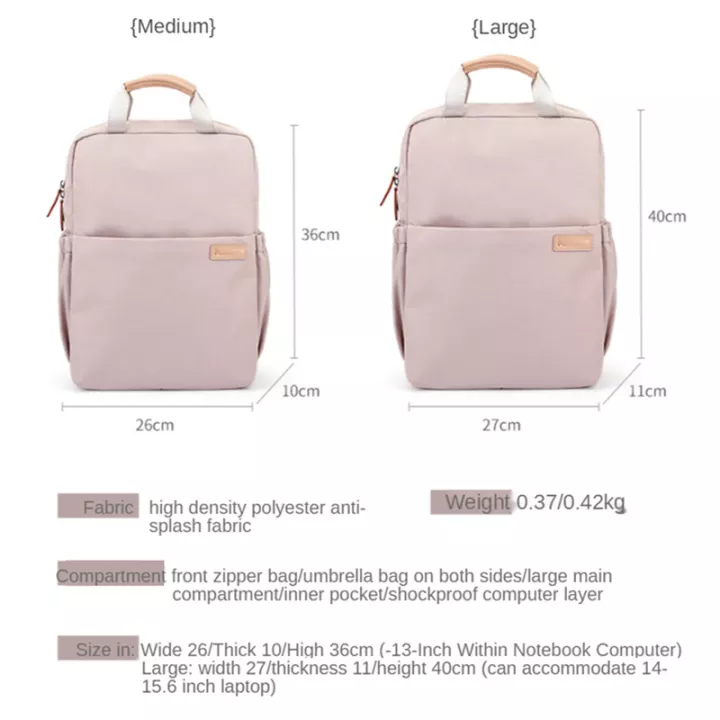 {Medium}
{Large}
36cm
40cm
10cm
11cm
26cm
27cm
Fabric high density polyester anti-
splash fabric
Weight 0.37/0.42kg
Compartment front zipper bag/umbrella bag on both sides/large main
compartment/inner pocket/shockproof computer layer
Size in: Wide 26/Thick 10/High 36cm (-13-Inch Within Notebook Computer)
Large: width 27/thickness 11/height 40cm (can accommodate 14-
15.6 inch laptop)